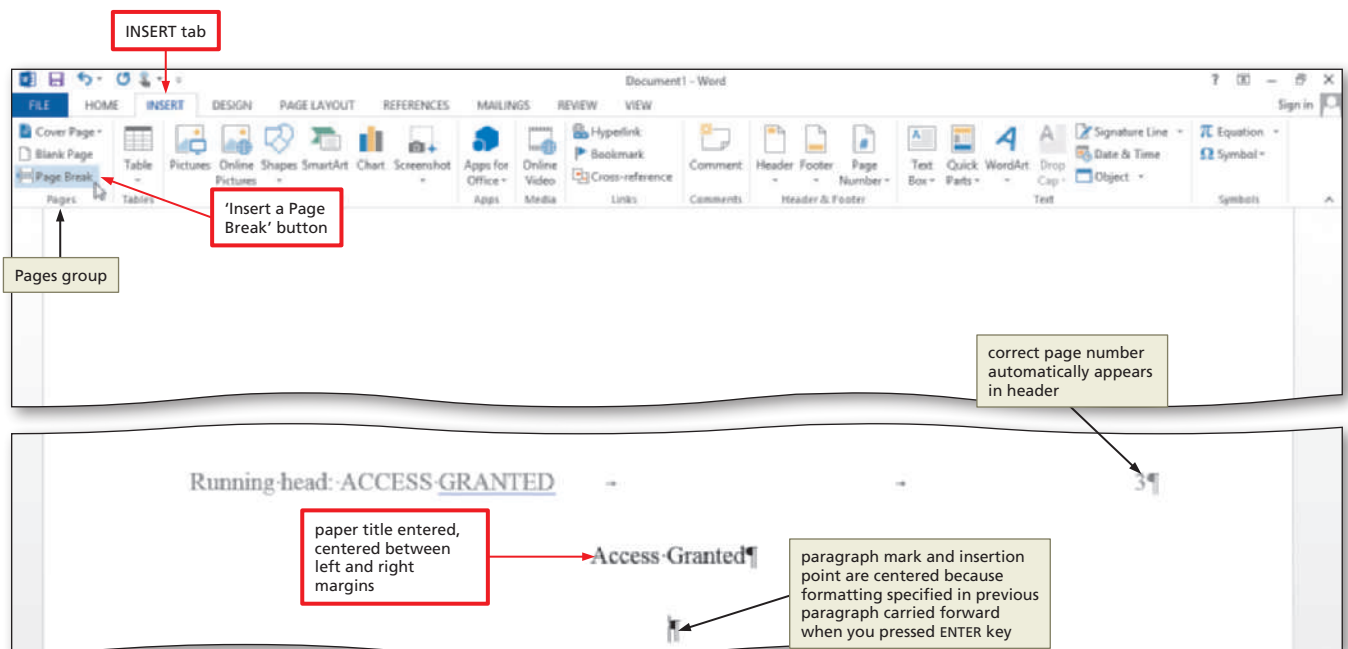 INSERT tab
Document1 - Word
?
FILE HOME INSERT DESIGN PAGE LAYOUT REFERENCES MAILINGS REVIEW VIEW Sign in
Cover Page
Blank Page
Page Break
Pages
Table
Tables
Pictures Online Pictures Shapes SmartArt Chart Screenshot
Apps for Office
Apps
Online Video
Media
Hyperlink
Bookmark
Cross-reference
Links
Comment
Comments
Header Footer Page Number
Header & Footer
Text Box Quick Parts WordArt Drop Cap
Signature Line
Date & Time
Object
Text
π Equation
Ω Symbol
Symbols
'Insert a Page
Break' button
Pages group
correct page number
automatically appears
in header
Running·head:·ACCESS·GRANTED → → 3¶
paper title entered,
centered between
left and right
margins
Access·Granted¶
paragraph mark and insertion
point are centered because
formatting specified in previous
paragraph carried forward
when you pressed ENTER key
¶